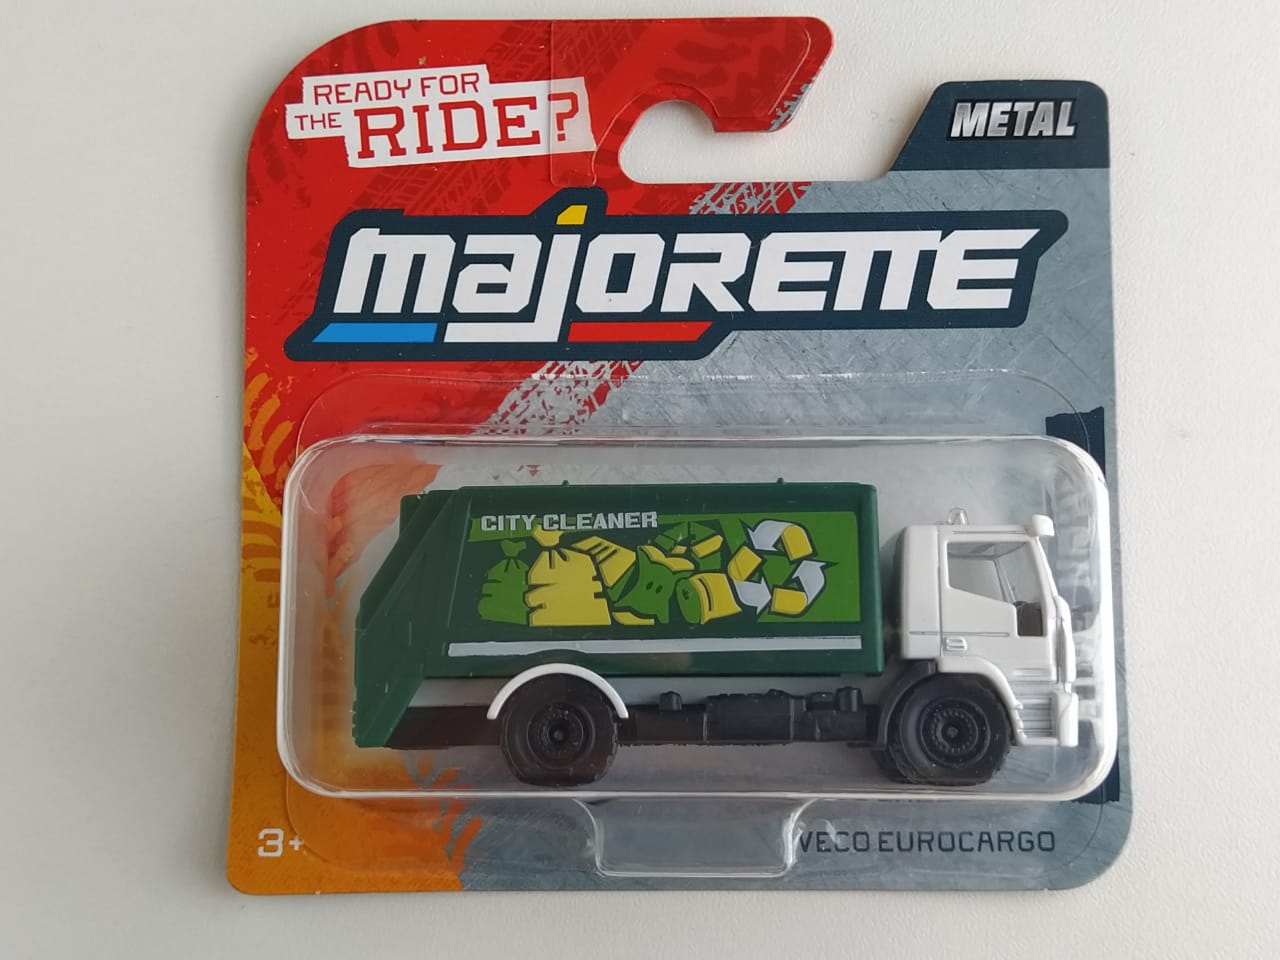 READY FOR
THE RIDE?
METAL
majorette
CITY CLEANER
3+
VECO EUROCARGO